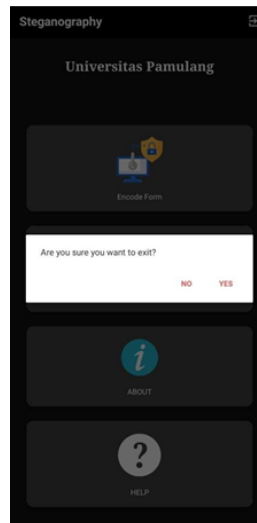 Steganography
Universitas Pamulang
Encode Form
Are you sure you want to exit?
NO YES
ABOUT
HELP